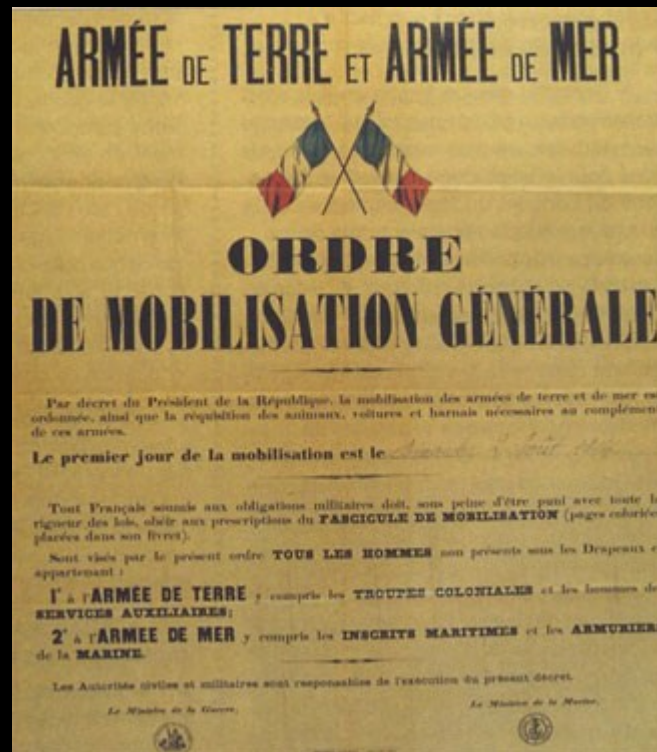 ARMÉE DE TERRE ET ARMÉE DE MER
ORDRE
DE MOBILISATION GÉNÉRALE
Par décret du Président de la République, la mobilisation des armées de terre et de mer est
ordonnée, ainsi que la réquisition des animaux, voitures et harnais nécessaires au complément
de ces armées.
Le premier jour de la mobilisation est le Dimanche 2 Août 1914
Tout Français soumis aux obligations militaires doit, sous peine d'être puni avec toute la
rigueur des lois, obéir aux prescriptions du FASCICULE DE MOBILISATION (pages coloriées
placées dans son livret).
Sont visés par le présent ordre TOUS LES HOMMES non présents sous les Drapeaux e
appartenant :
1° à l'ARMÉE DE TERRE y compris les TROUPES COLONIALES et les hommes de
SERVICES AUXILIAIRES;
2° à l'ARMÉE DE MER y compris les INSCRITS MARITIMES et les ARMURIERS
de la MARINE.
Les Autorités civiles et militaires sont responsables de l'exécution du présent décret.
Le Ministre de la Guerre,
Le Ministre de la Marine,